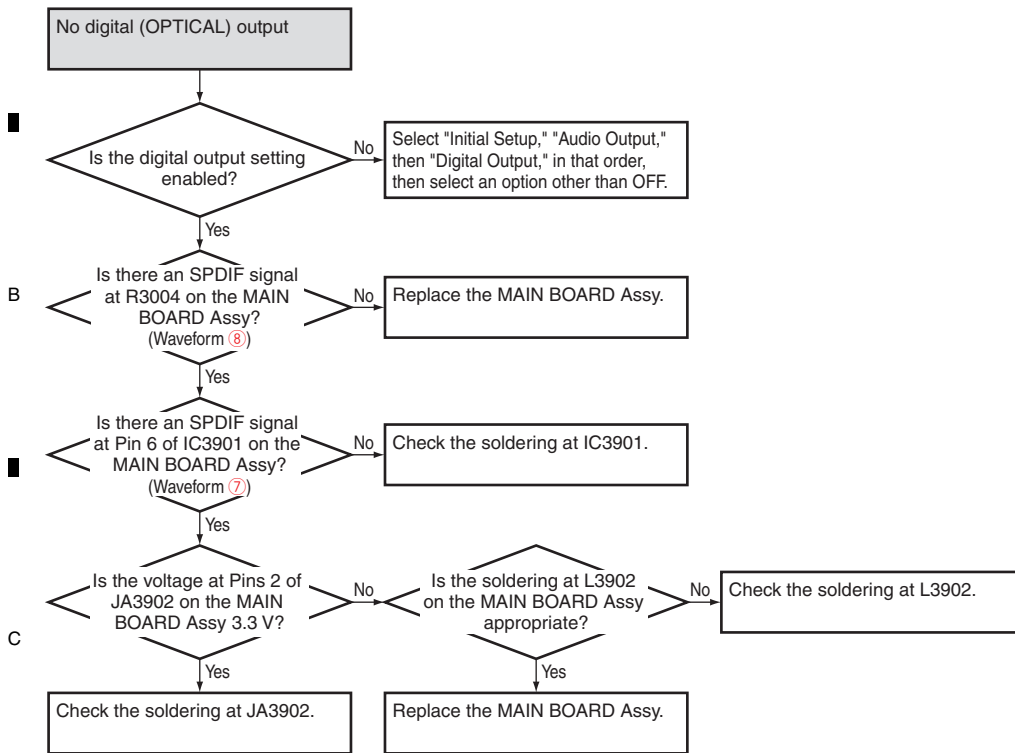 No digital (OPTICAL) output
Is the digital output setting
enabled?
No
Select "Initial Setup," "Audio Output,"
then "Digital Output," in that order,
then select an option other than OFF.
Yes
B
Is there an SPDIF signal
at R3004 on the MAIN
BOARD Assy?
(Waveform ⑧)
No
Replace the MAIN BOARD Assy.
Yes
Is there an SPDIF signal
at Pin 6 of IC3901 on the
MAIN BOARD Assy?
(Waveform ⑦)
No
Check the soldering at IC3901.
Yes
Is the voltage at Pins 2 of
JA3902 on the MAIN
BOARD Assy 3.3 V?
No
Is the soldering at L3902
on the MAIN BOARD Assy
appropriate?
No
Check the soldering at L3902.
C
Yes
Yes
Check the soldering at JA3902.
Replace the MAIN BOARD Assy.